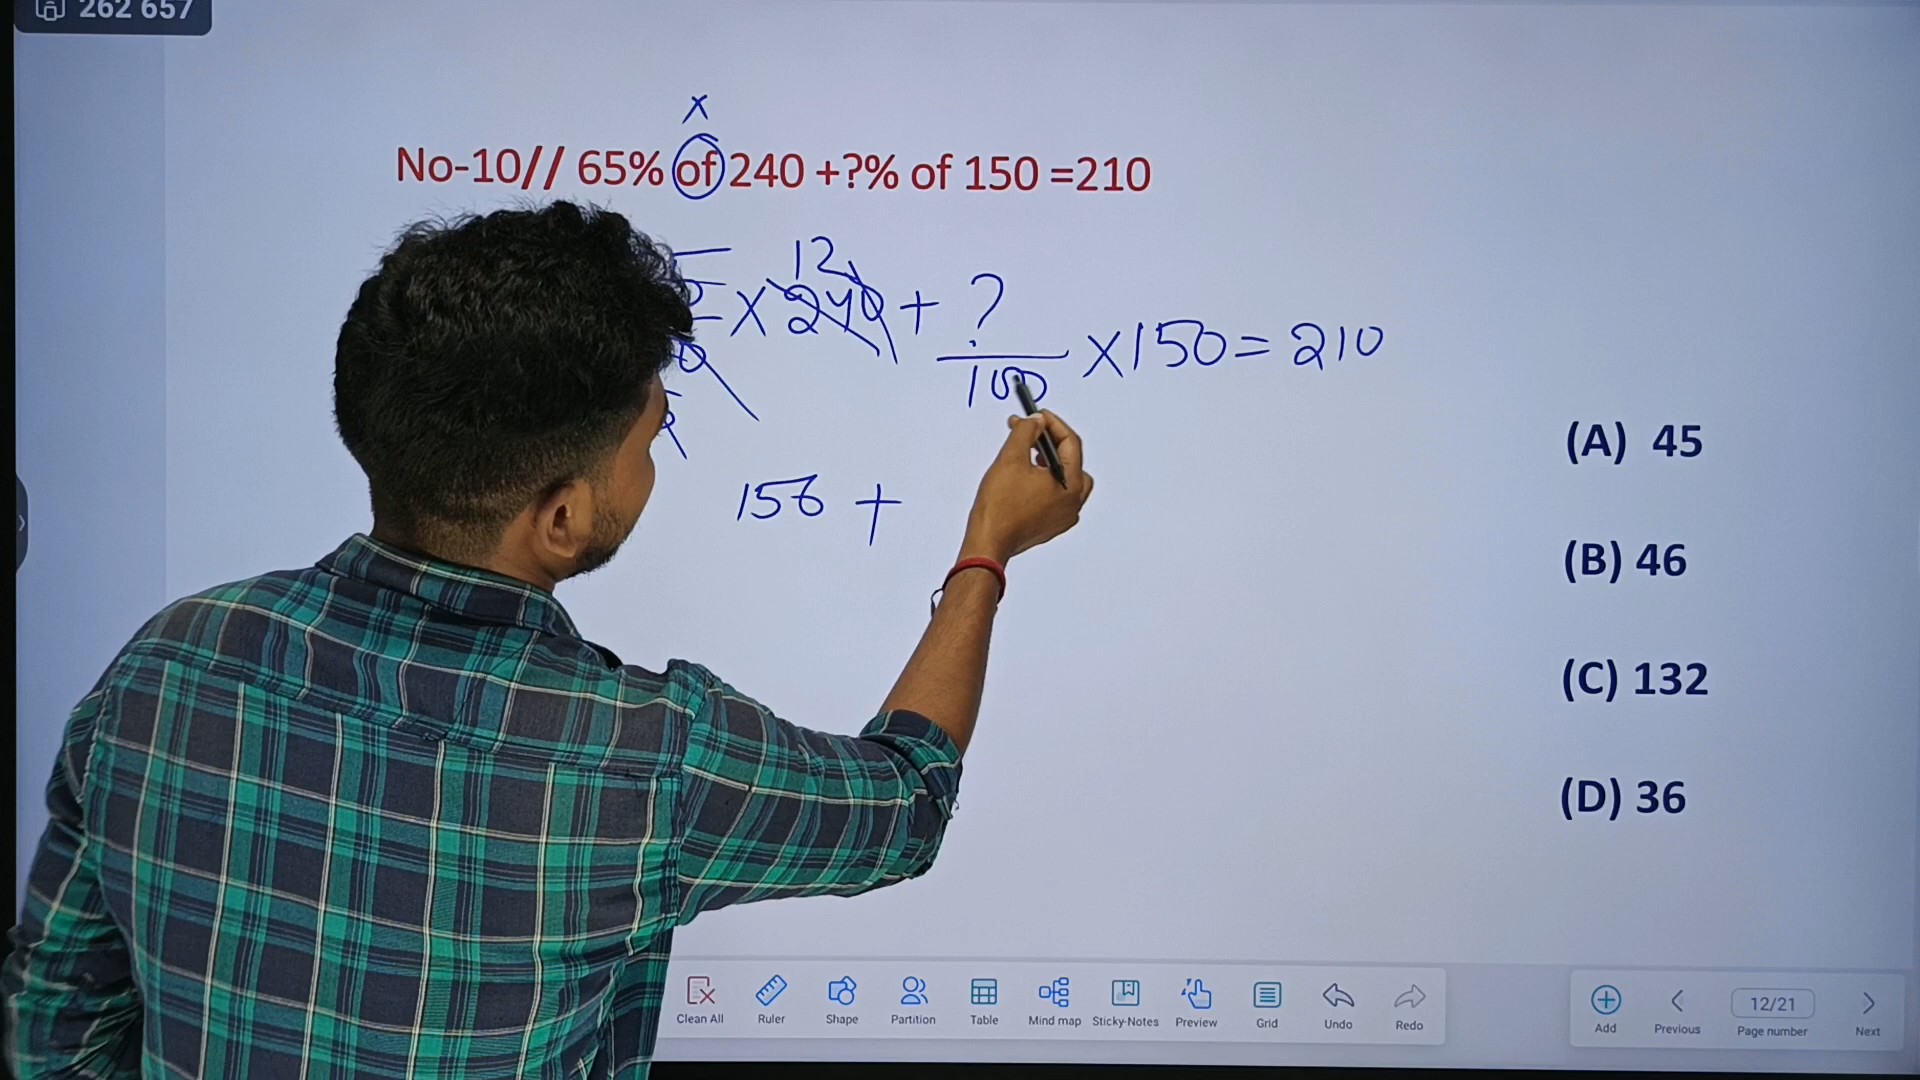 262 657
x
No-10// 65% of 240 +?% of 150 =210
12
x 240 + ?/100 x 150 = 210
156 +
(A) 45
(B) 46
(C) 132
(D) 36
Clean All Ruler Shape Partition Table Mind map Sticky-Notes Preview Grid Undo Redo
Add Previous 12/21 Page number Next